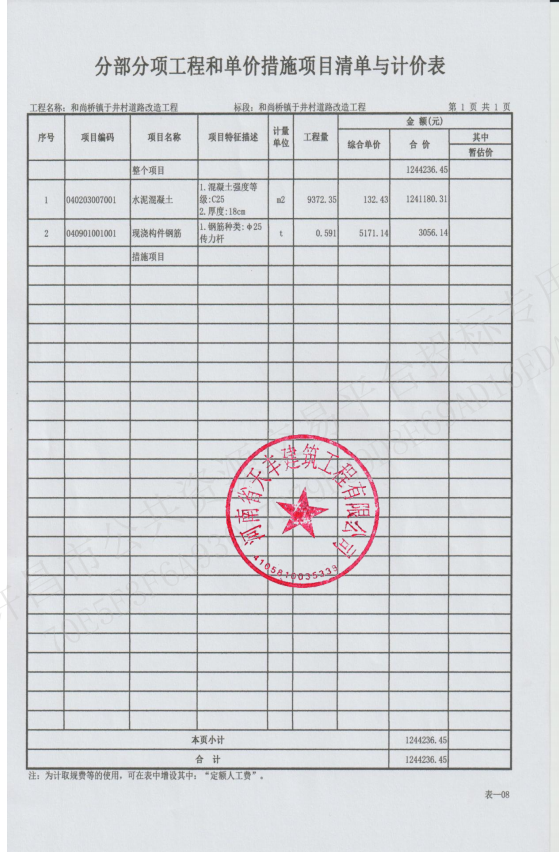 分部分项工程和单价措施项目清单与计价表
工程名称：和尚桥镇于井村道路改造工程 标段：和尚桥镇于井村道路改造工程 第 1 页 共 1 页
序号 项目编码 项目名称 项目特征描述 计量单位 工程量 金 额(元)
综合单价 合 价 其中
暂估价
整个项目 1244236.45
1 040203007001 水泥混凝土 1.混凝土强度等级:C25 2.厚度:18cm m2 9372.35 132.43 1241180.31
2 040901001001 现浇构件钢筋 1.钢筋种类:Φ25传力杆 t 0.591 5171.14 3056.14
措施项目
河南省天丰建筑工程有限公司
本页小计 1244236.45
合 计 1244236.45
注：为计取规费等的使用，可在表中增设其中：“定额人工费”。
表—08